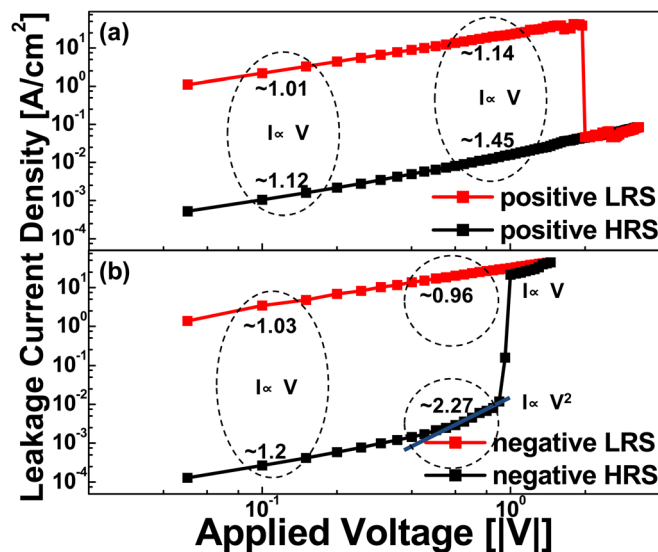 Leakage Current Density [A/cm²]
(a)
10¹
10⁰
10⁻¹
10⁻²
10⁻³
10⁻⁴
~1.01
I∝ V
~1.12
~1.14
I∝ V
~1.45
positive LRS
positive HRS
(b)
10¹
10⁰
10⁻¹
10⁻²
10⁻³
10⁻⁴
~1.03
I∝ V
~1.2
~0.96
I∝ V
~2.27
I∝ V²
negative LRS
negative HRS
10⁻¹
10⁰
Applied Voltage [|V|]